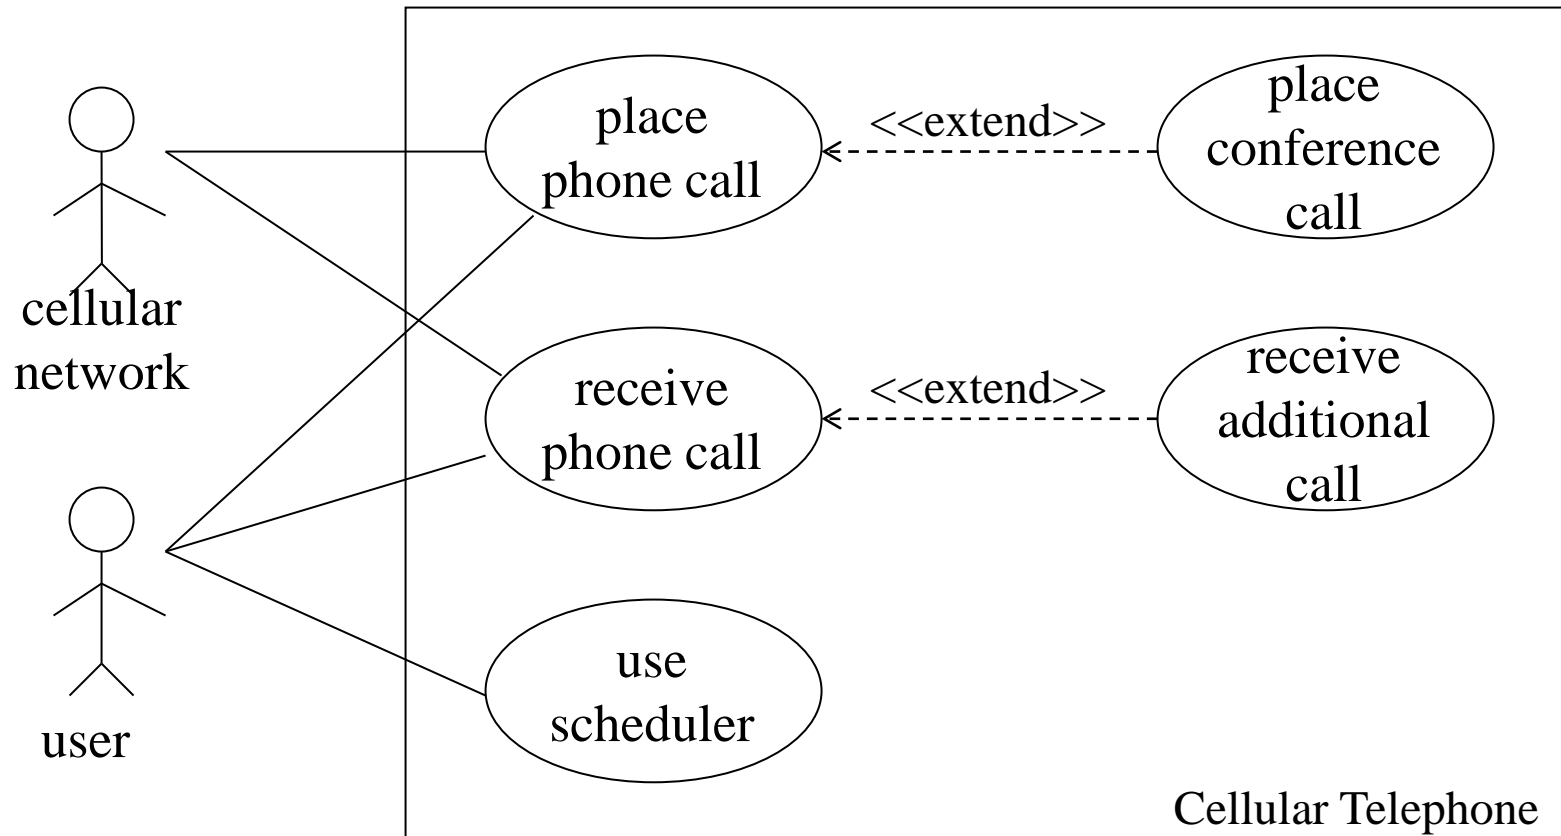 place
phone call
<<extend>>
place
conference
call
cellular
network
receive
phone call
<<extend>>
receive
additional
call
user
use
scheduler
Cellular Telephone